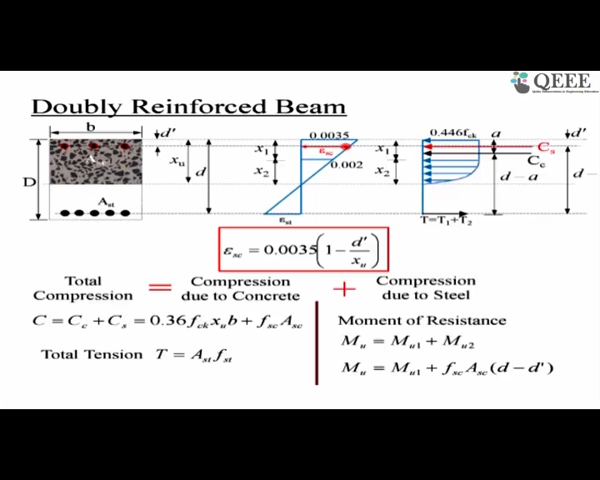 QEEE
Doubly Reinforced Beam
b
d'
0.0035
0.446f_ck
a
d'
D
x_u
d
x_1
x_2
ε_sc
0.002
x_1
x_2
C_s
C_c
d – a
d –
A_st
ε_st
T=T_1+T_2
ε_sc = 0.0035(1 − d'/x_u)
Total Compression = Compression due to Concrete + Compression due to Steel
C = C_c + C_s = 0.36 f_ck x_u b + f_sc A_sc
Total Tension T = A_st f_st
Moment of Resistance
M_u = M_u1 + M_u2
M_u = M_u1 + f_sc A_sc (d − d')